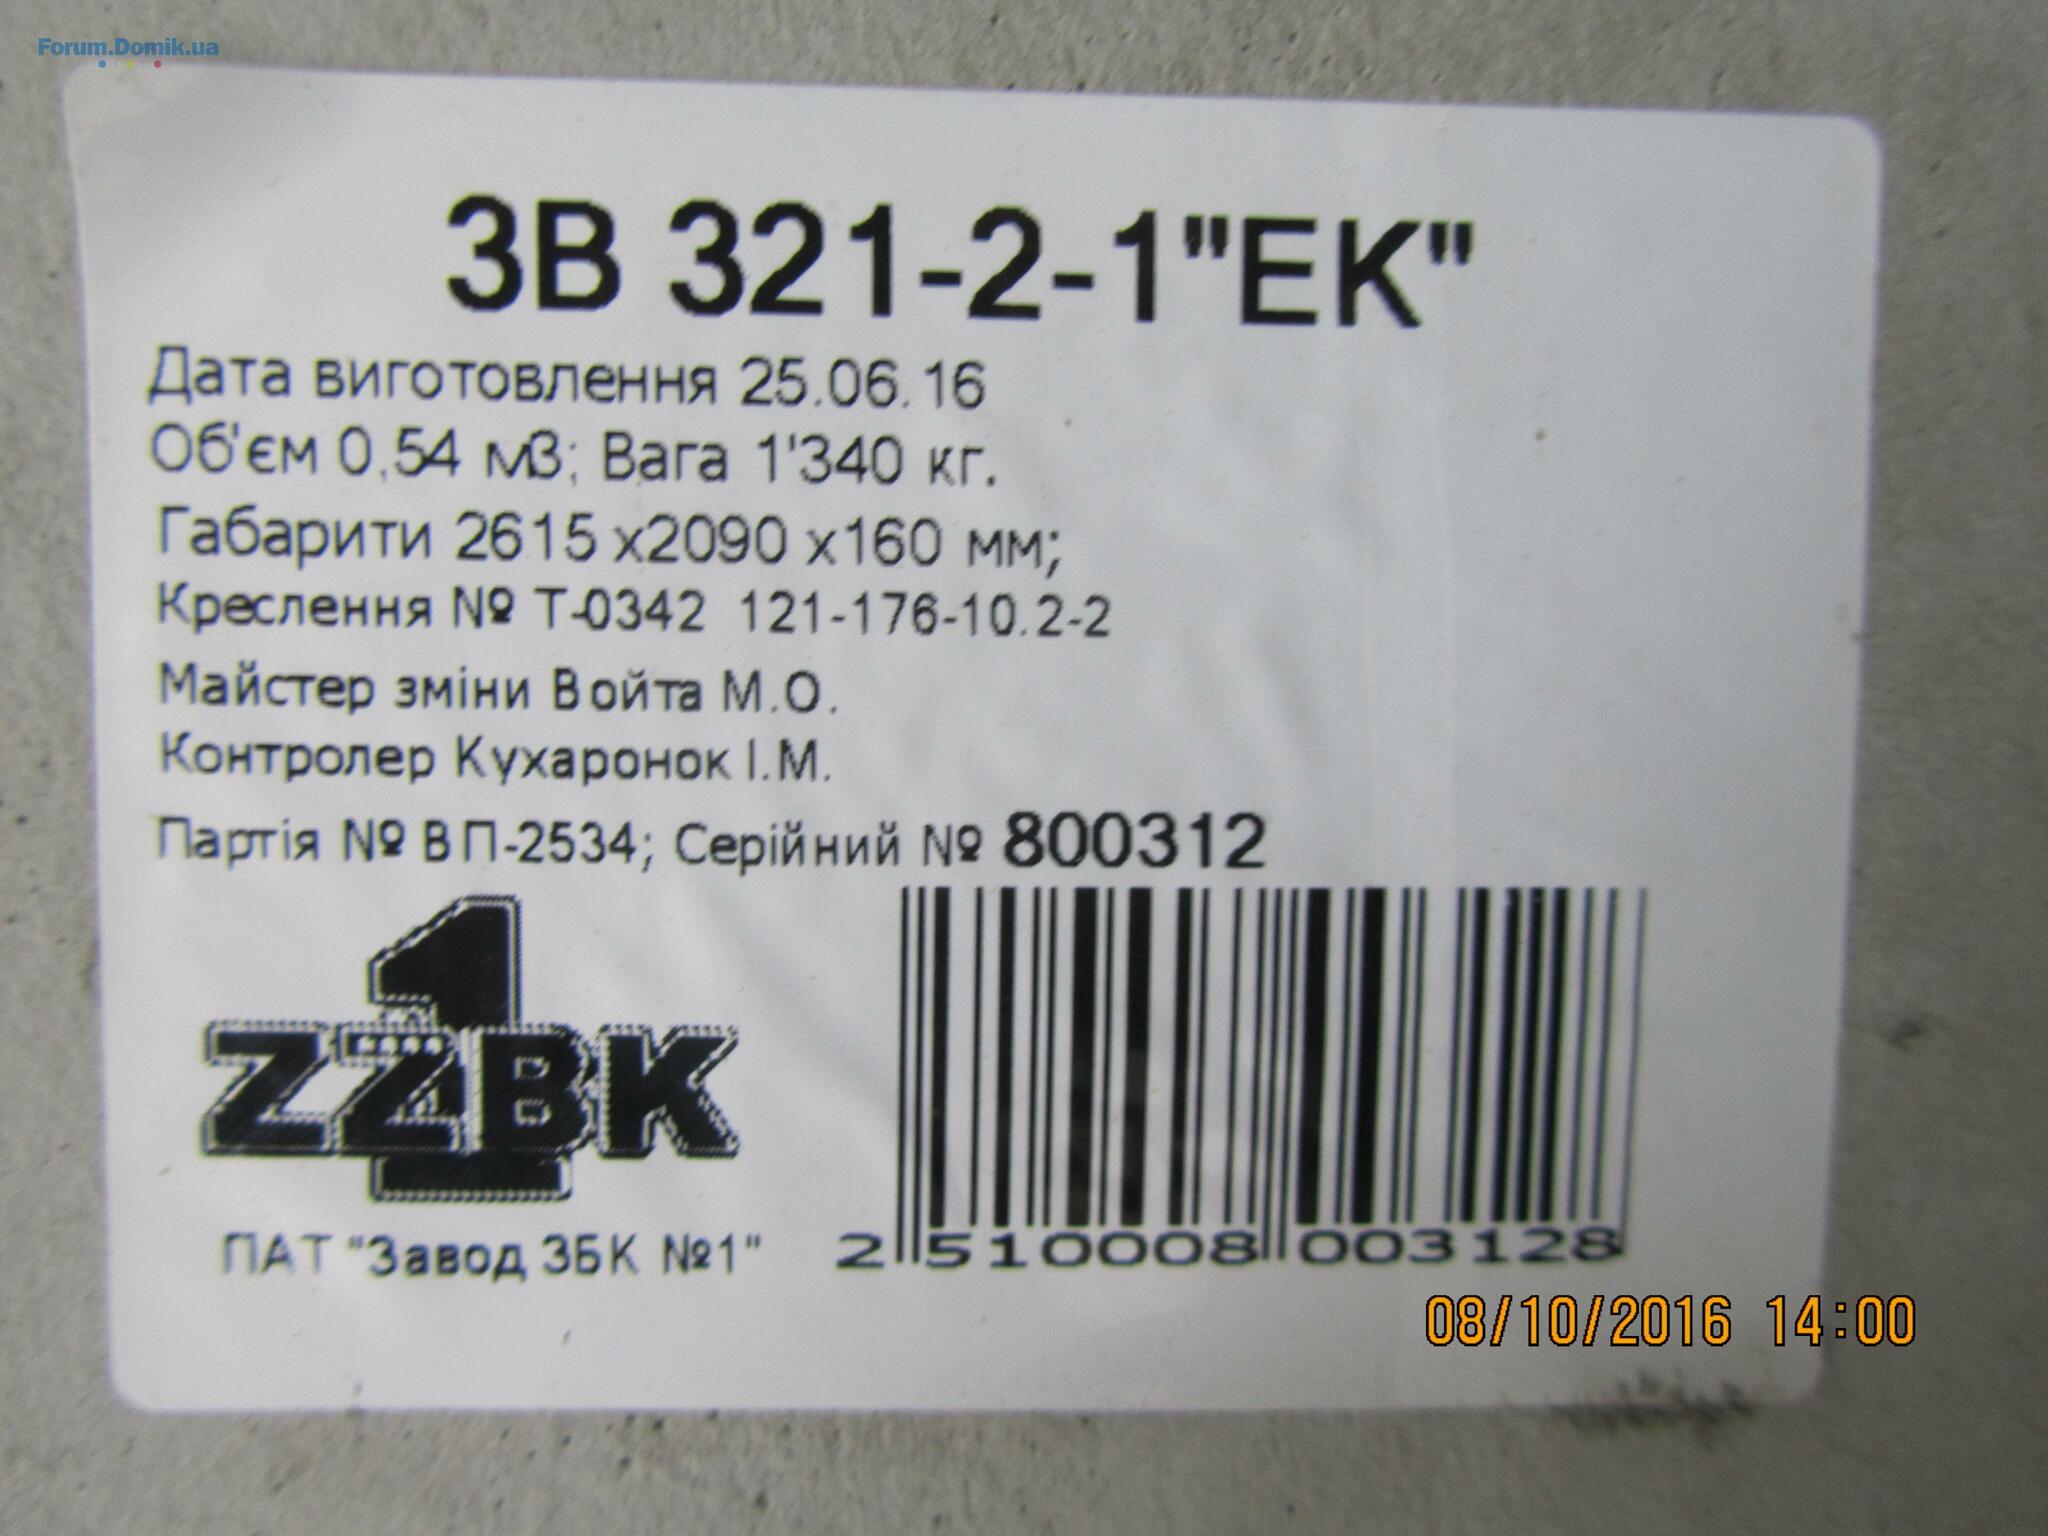 Forum.Domik.ua
ЗВ 321-2-1"ЕК"
Дата виготовлення 25.06.16
Об'єм 0,54 м3; Вага 1'340 кг.
Габарити 2615 х2090 х160 мм;
Креслення № Т-0342 121-176-10.2-2
Майстер зміни Войта М.О.
Контролер Кухаронок І.М.
Партія № ВП-2534; Серійний № 800312
1
ZZBK
ПАТ "Завод ЗБК №1"
2 510008 003128
08/10/2016 14:00